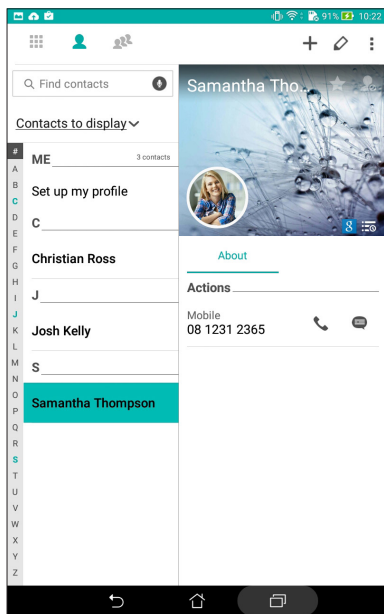 91% 10:22
Find contacts
Contacts to display
#
A
B
C
D
E
F
G
H
I
J
K
L
M
N
O
P
Q
R
S
T
U
V
W
X
Y
Z
ME 3 contacts
Set up my profile
C
Christian Ross
J
Josh Kelly
S
Samantha Thompson
Samantha Tho...
8
About
Actions
Mobile
08 1231 2365